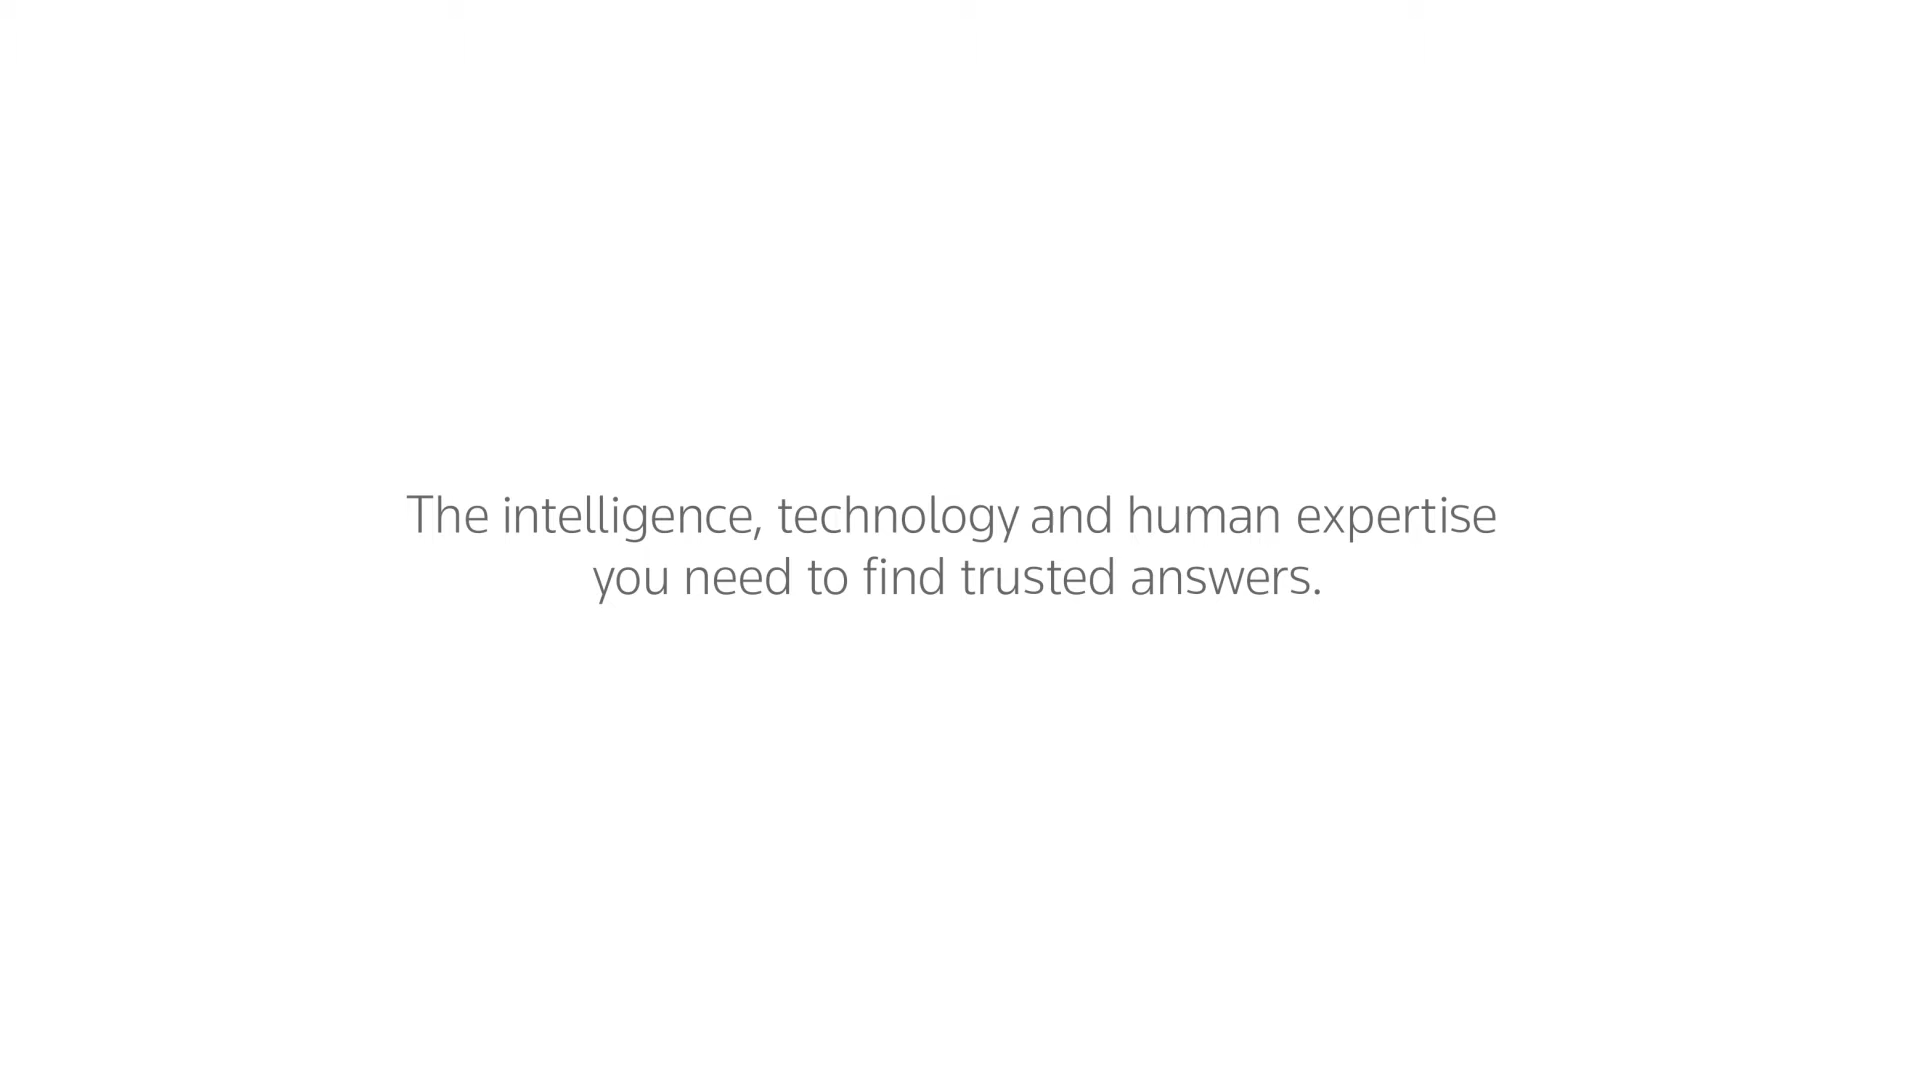 The intelligence, technology and human expertise
you need to find trusted answers.